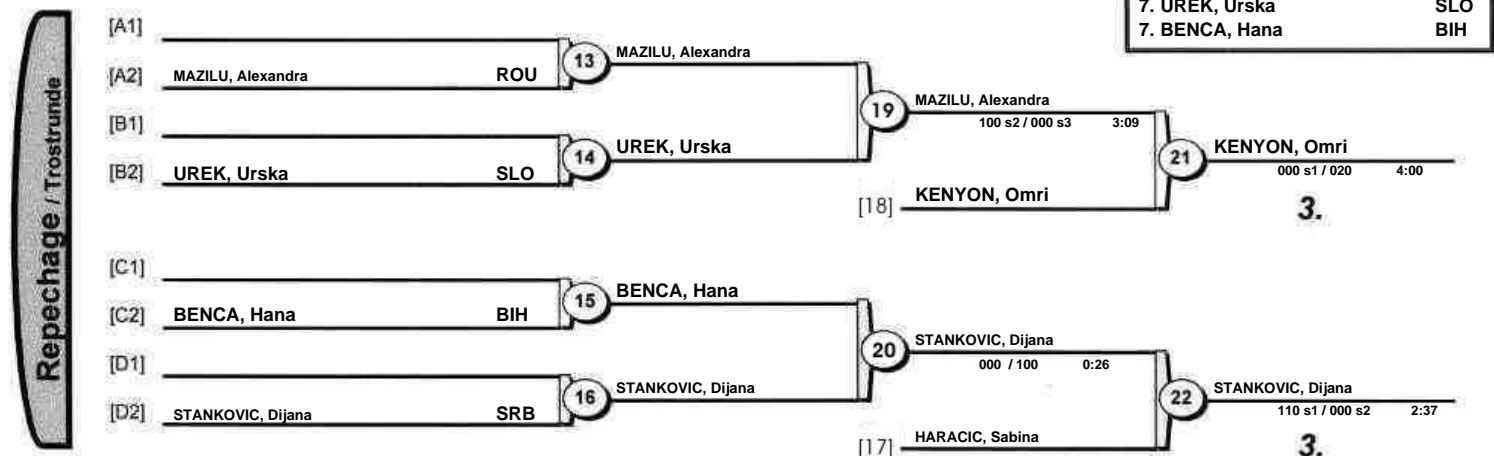 7. UREK, Urska SLO
7. BENCA, Hana BIH
Repechage / Trostrunde
[A1]
[A2] MAZILU, Alexandra ROU
13 MAZILU, Alexandra
[B1]
[B2] UREK, Urska SLO
14 UREK, Urska
19 MAZILU, Alexandra
100 s2 / 000 s3 3:09
[18] KENYON, Omri
21 KENYON, Omri
000 s1 / 020 4:00
3.
[C1]
[C2] BENCA, Hana BIH
15 BENCA, Hana
[D1]
[D2] STANKOVIC, Dijana SRB
16 STANKOVIC, Dijana
20 STANKOVIC, Dijana
000 / 100 0:26
[17] HARACIC, Sabina
22 STANKOVIC, Dijana
110 s1 / 000 s2 2:37
3.